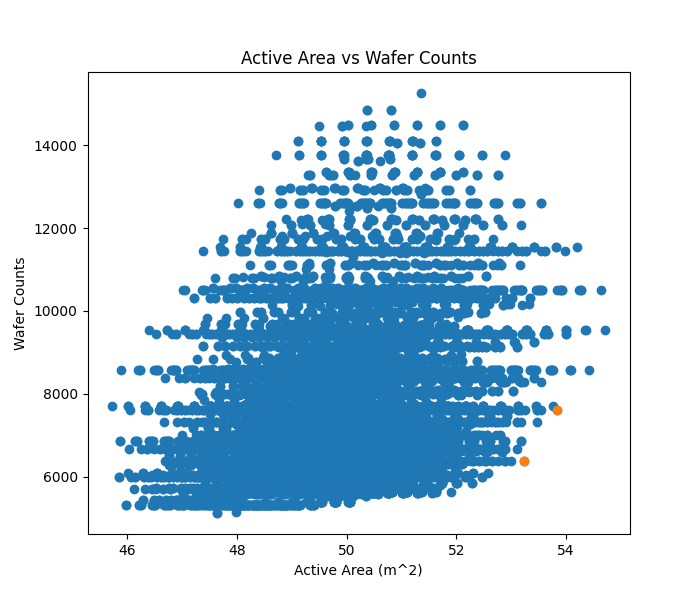 Active Area vs Wafer Counts
14000
12000
10000
8000
6000
Wafer Counts
46 48 50 52 54
Active Area (m^2)